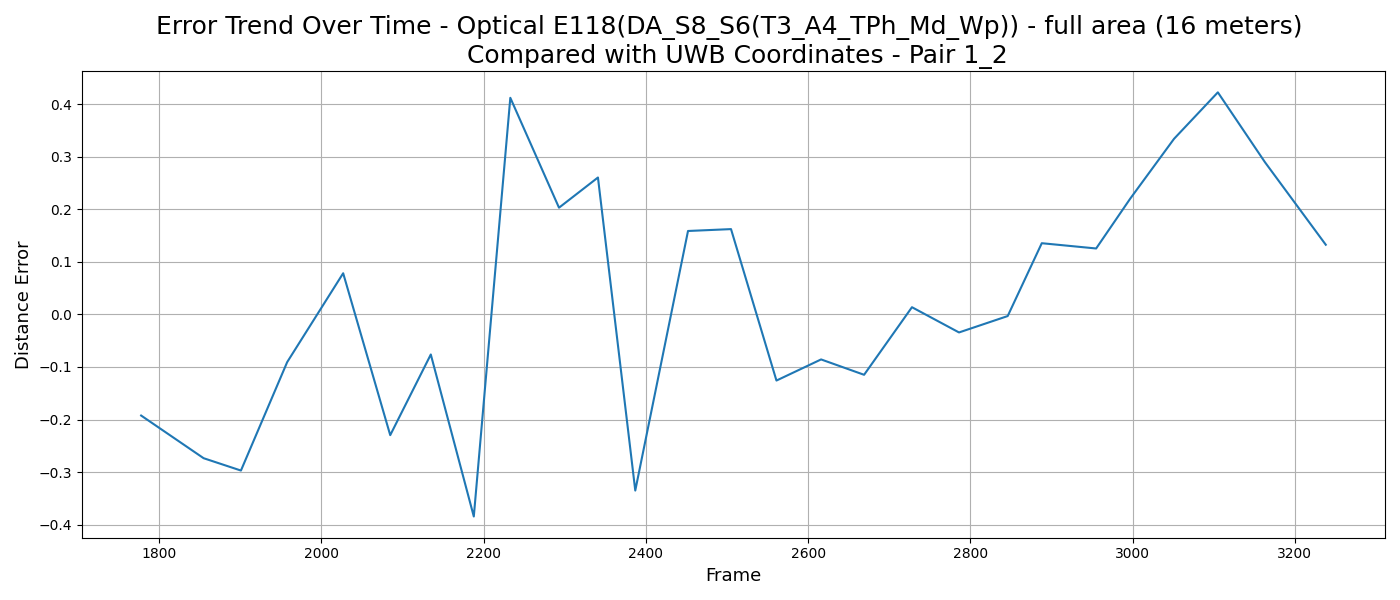 Error Trend Over Time - Optical E118(DA_S8_S6(T3_A4_TPh_Md_Wp)) - full area (16 meters)
Compared with UWB Coordinates - Pair 1_2
Distance Error
0.4
0.3
0.2
0.1
0.0
−0.1
−0.2
−0.3
−0.4
1800 2000 2200 2400 2600 2800 3000 3200
Frame